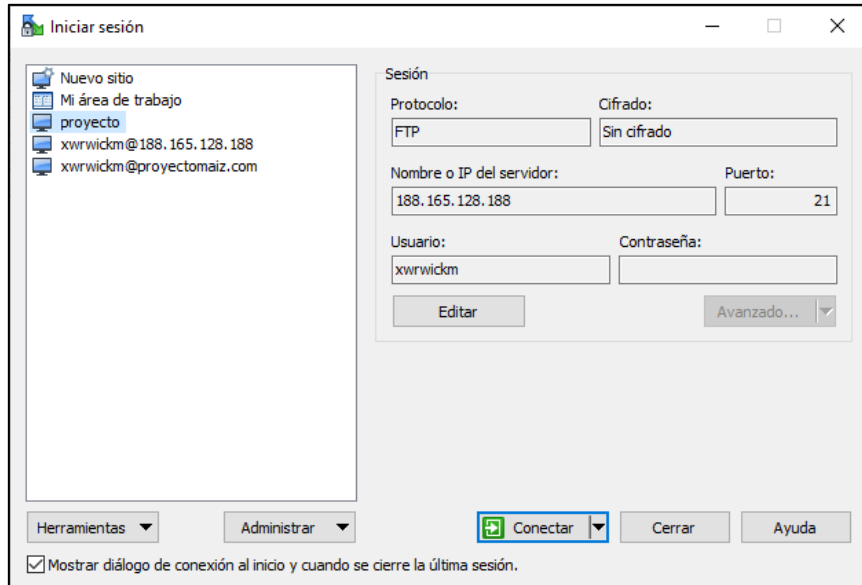 Iniciar sesión
Nuevo sitio
Mi área de trabajo
proyecto
xwrwickm@188.165.128.188
xwrwickm@proyectomaiz.com
Sesión
Protocolo: Cifrado:
FTP Sin cifrado
Nombre o IP del servidor: Puerto:
188.165.128.188 21
Usuario: Contraseña:
xwrwickm
Editar Avanzado...
Herramientas Administrar Conectar Cerrar Ayuda
Mostrar diálogo de conexión al inicio y cuando se cierre la última sesión.